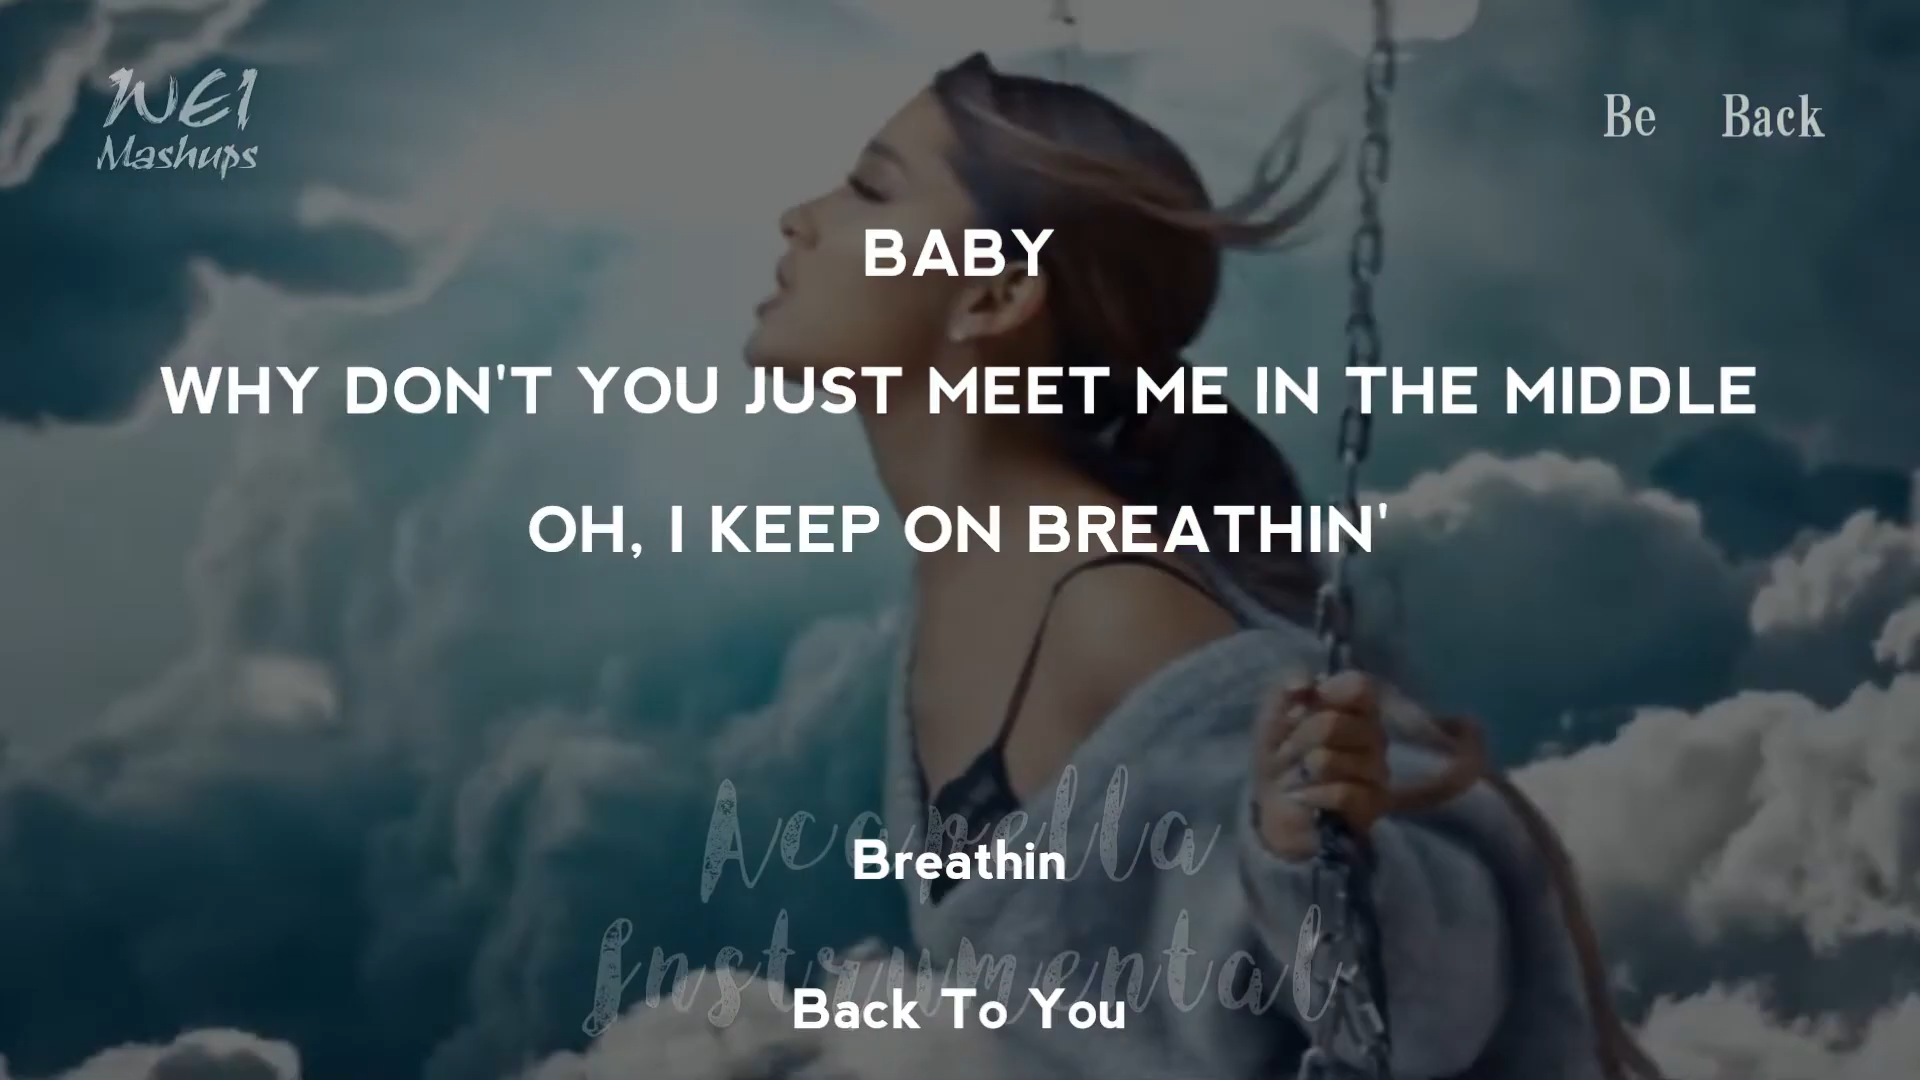 WEI
Mashups
Be Back
BABY
WHY DON'T YOU JUST MEET ME IN THE MIDDLE
OH, I KEEP ON BREATHIN'
Acapella
Breathin
Instrumental
Back To You